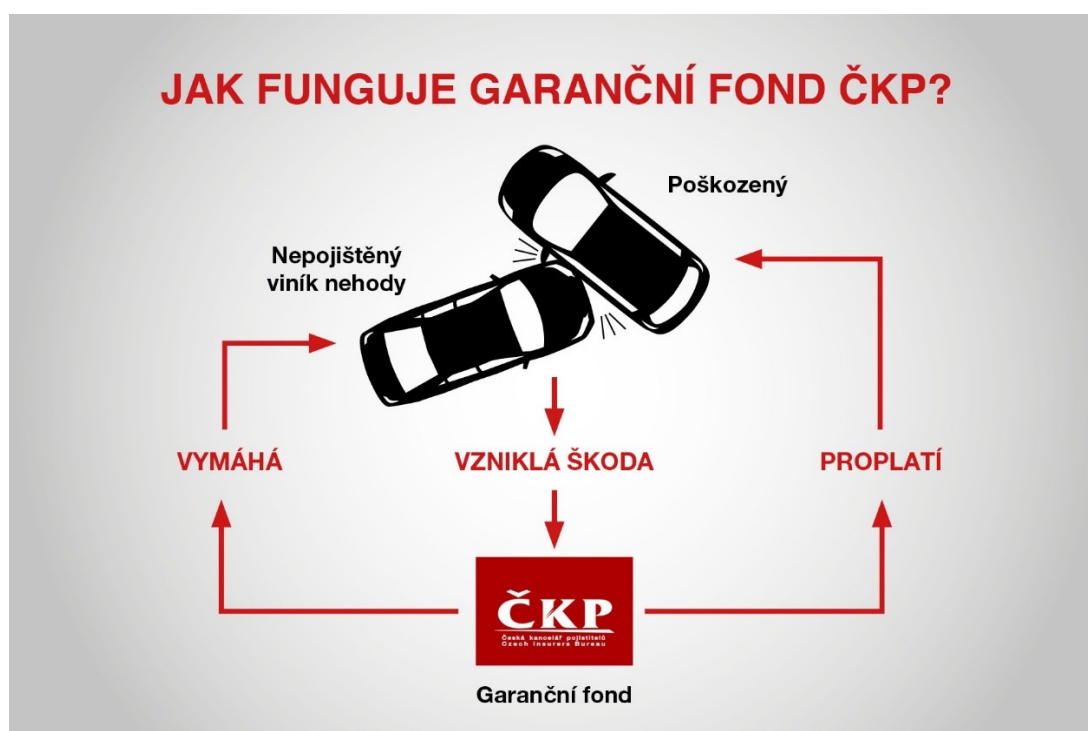 JAK FUNGUJE GARANČNÍ FOND ČKP?
Poškozený
Nepojištěný
viník nehody
VYMÁHÁ
VZNIKLÁ ŠKODA
PROPLATÍ
ČKP
Česká kancelář pojistitelů
Czech Insurers Bureau
Garanční fond